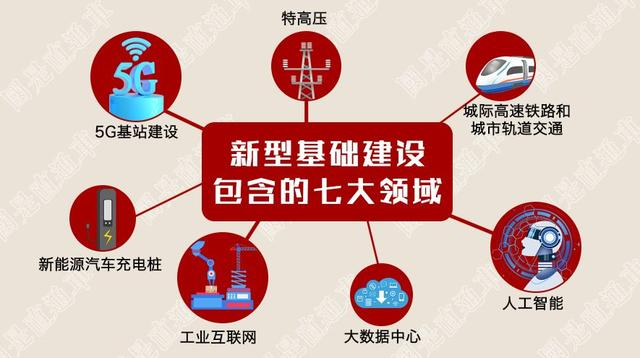 特高压
5G
5G基站建设
城际高速铁路和
城市轨道交通
新型基础建设
包含的七大领域
新能源汽车充电桩
人工智能
工业互联网
大数据中心